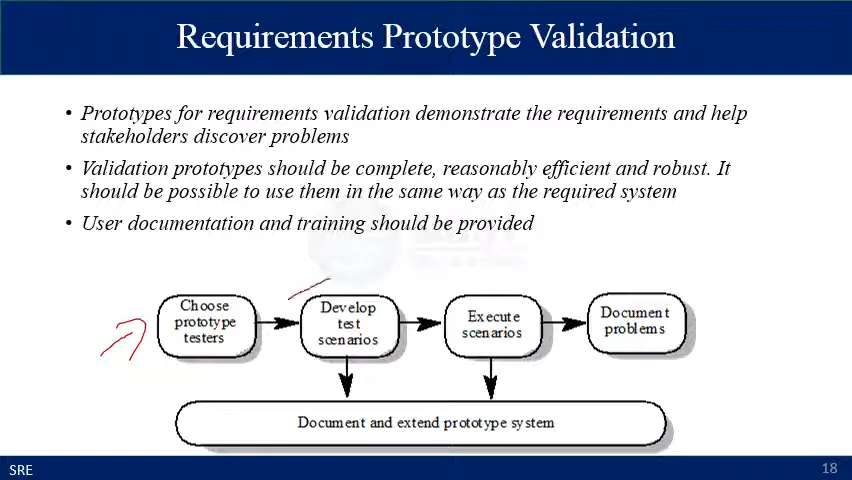 Requirements Prototype Validation
• Prototypes for requirements validation demonstrate the requirements and help
stakeholders discover problems
• Validation prototypes should be complete, reasonably efficient and robust. It
should be possible to use them in the same way as the required system
• User documentation and training should be provided
Choose
prototype
testers
Develop
test
scenarios
Execute
scenarios
Document
problems
Document and extend prototype system
SRE
18